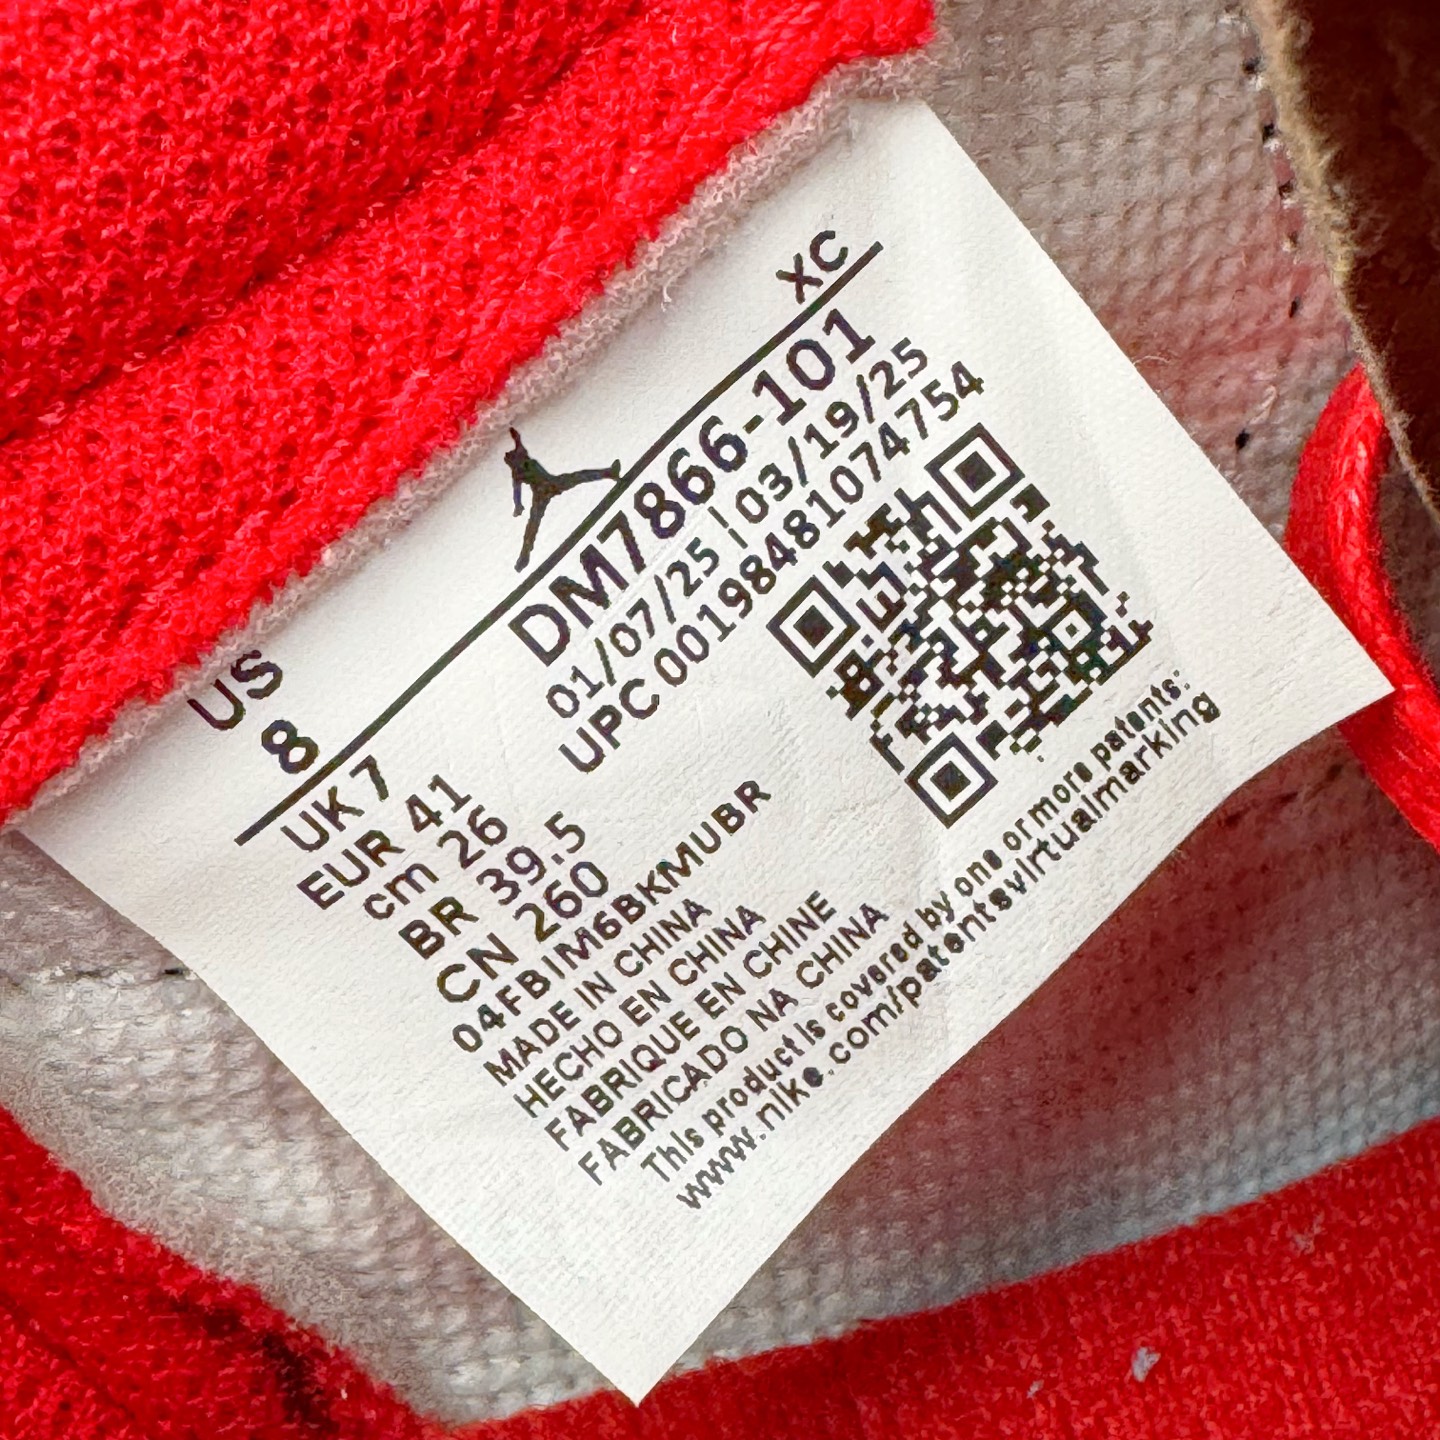 XC
US
8
DM7866-101
01/07/25 | 03/19/25
UPC 00198481074754
UK 7
EUR 41
cm 26
BR 39.5
CN 260
04FBIM6BKMUBR
MADE IN CHINA
HECHO EN CHINA
FABRIQUE EN CHINE
FABRICADO NA CHINA
This product is covered by one or more patents:
www.nike.com/patentsvirtualmarking